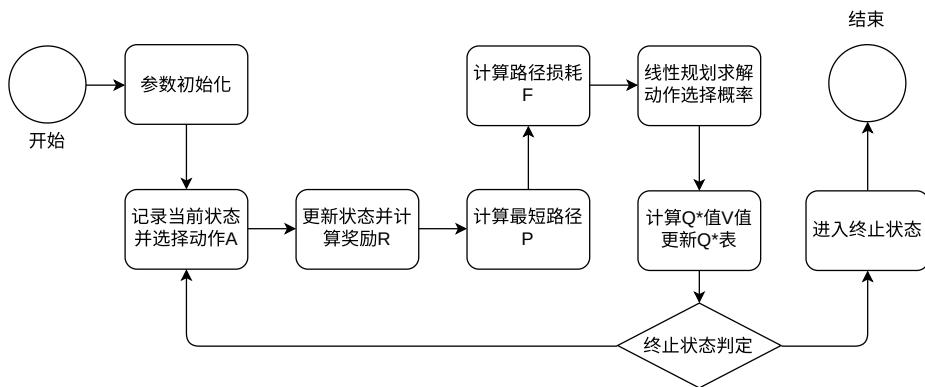 开始
参数初始化
记录当前状态
并选择动作A
更新状态并计
算奖励R
计算最短路径
P
计算路径损耗
F
线性规划求解
动作选择概率
计算Q*值V值
更新Q*表
终止状态判定
进入终止状态
结束